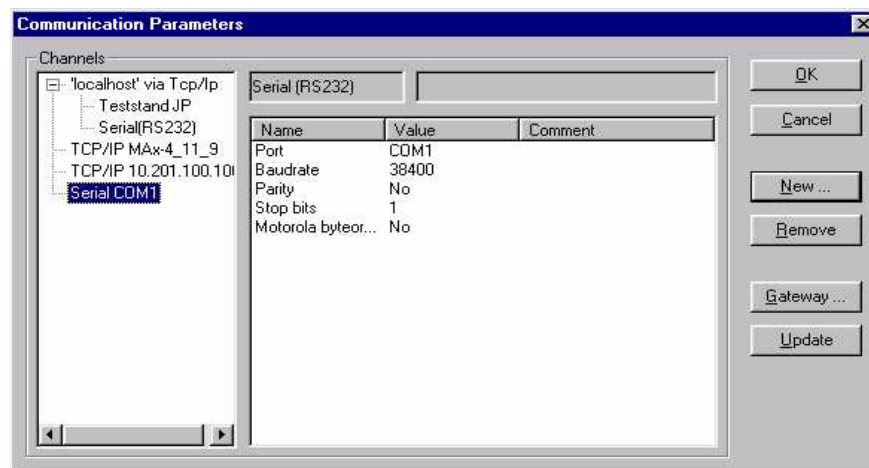 Communication Parameters
Channels
'localhost' via Tcp/Ip
Teststand JP
Serial(RS232)
TCP/IP MAx-4_11_9
TCP/IP 10.201.100.10
Serial COM1
Serial (RS232)
Name Value Comment
Port COM1
Baudrate 38400
Parity No
Stop bits 1
Motorola byteor... No
OK
Cancel
New ...
Remove
Gateway ...
Update